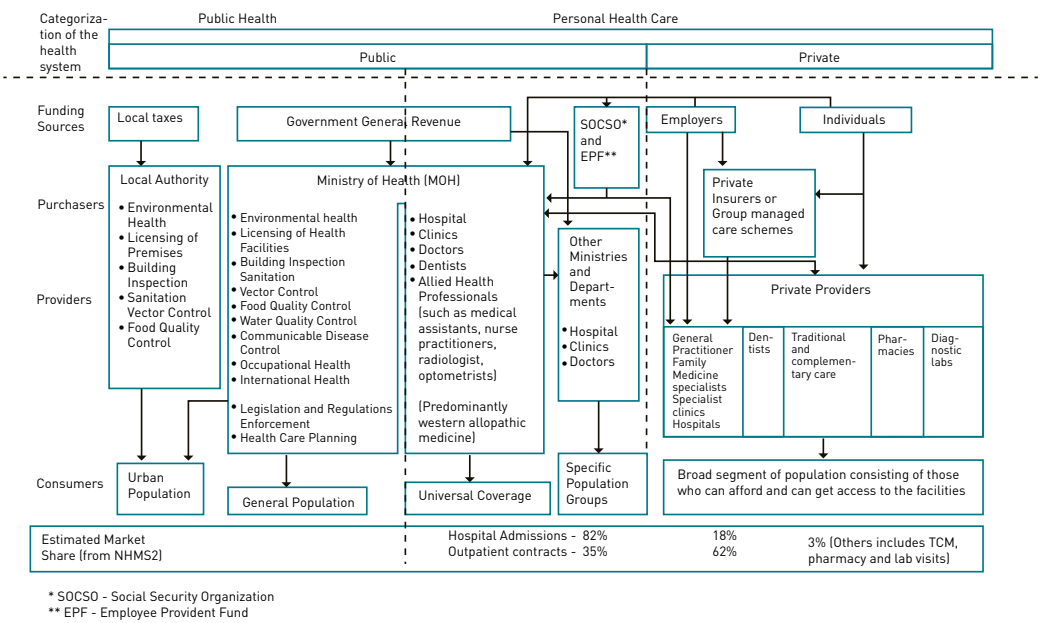 Categoriza-
tion of the
health
system
Public Health
Personal Health Care
Public
Private
Funding
Sources
Local taxes
Government General Revenue
SOCSO*
and
EPF**
Employers
Individuals
Purchasers
Providers
Local Authority
• Environmental
Health
• Licensing of
Premises
• Building
Inspection
• Sanitation
Vector Control
• Food Quality
Control
Ministry of Health (MOH)
• Environmental health
• Licensing of Health
Facilities
• Building Inspection
Sanitation
• Vector Control
• Food Quality Control
• Water Quality Control
• Communicable Disease
Control
• Occupational Health
• International Health
• Legislation and Regulations
Enforcement
• Health Care Planning
• Hospital
• Clinics
• Doctors
• Dentists
• Allied Health
Professionals
(such as medical
assistants, nurse
practitioners,
radiologist,
optometrists)
(Predominantly
western allopathic
medicine)
Other
Ministries
and
Depart-
ments
• Hospital
• Clinics
• Doctors
Private
Insurers or
Group managed
care schemes
Private Providers
General
Practitioner
Family
Medicine
specialists
Specialist
clinics
Hospitals
Den-
tists
Traditional
and
complemen-
tary care
Phar-
macies
Diag-
nostic
labs
Consumers
Urban
Population
General Population
Universal Coverage
Specific
Population
Groups
Broad segment of population consisting of those
who can afford and can get access to the facilities
Estimated Market
Share (from NHMS2)
Hospital Admissions - 82%
Outpatient contracts - 35%
18%
62%
3% (Others includes TCM,
pharmacy and lab visits)
* SOCSO - Social Security Organization
** EPF - Employee Provident Fund